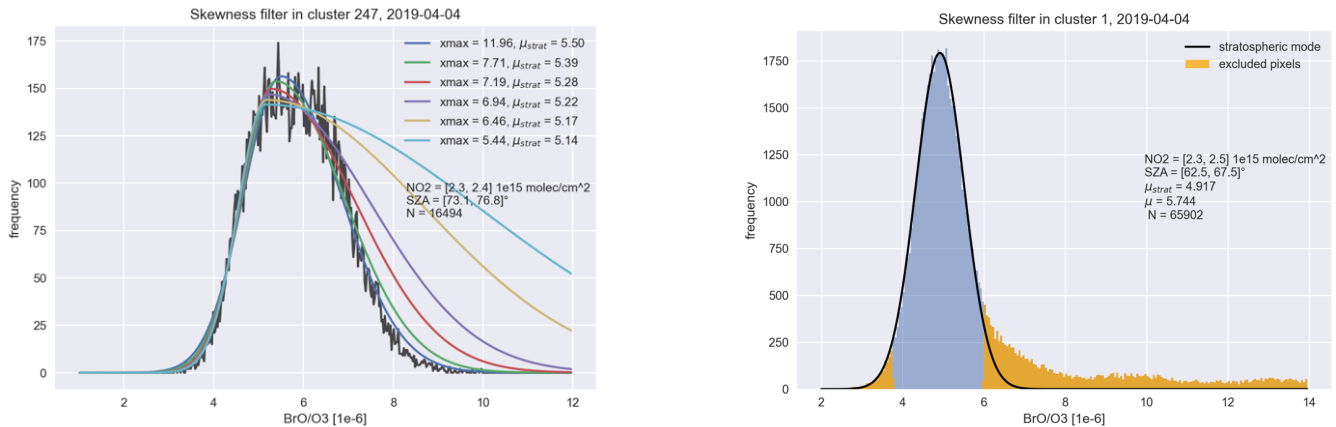 Skewness filter in cluster 247, 2019-04-04
xmax = 11.96, μstrat = 5.50
xmax = 7.71, μstrat = 5.39
xmax = 7.19, μstrat = 5.28
xmax = 6.94, μstrat = 5.22
xmax = 6.46, μstrat = 5.17
xmax = 5.44, μstrat = 5.14
NO2 = [2.3, 2.4] 1e15 molec/cm^2
SZA = [73.1, 76.8]°
N = 16494
175
150
125
100
75
50
25
0
frequency
2 4 6 8 10 12
BrO/O3 [1e-6]
Skewness filter in cluster 1, 2019-04-04
stratospheric mode
excluded pixels
NO2 = [2.3, 2.5] 1e15 molec/cm^2
SZA = [62.5, 67.5]°
μstrat = 4.917
μ = 5.744
N = 65902
1750
1500
1250
1000
750
500
250
0
frequency
2 4 6 8 10 12 14
BrO/O3 [1e-6]